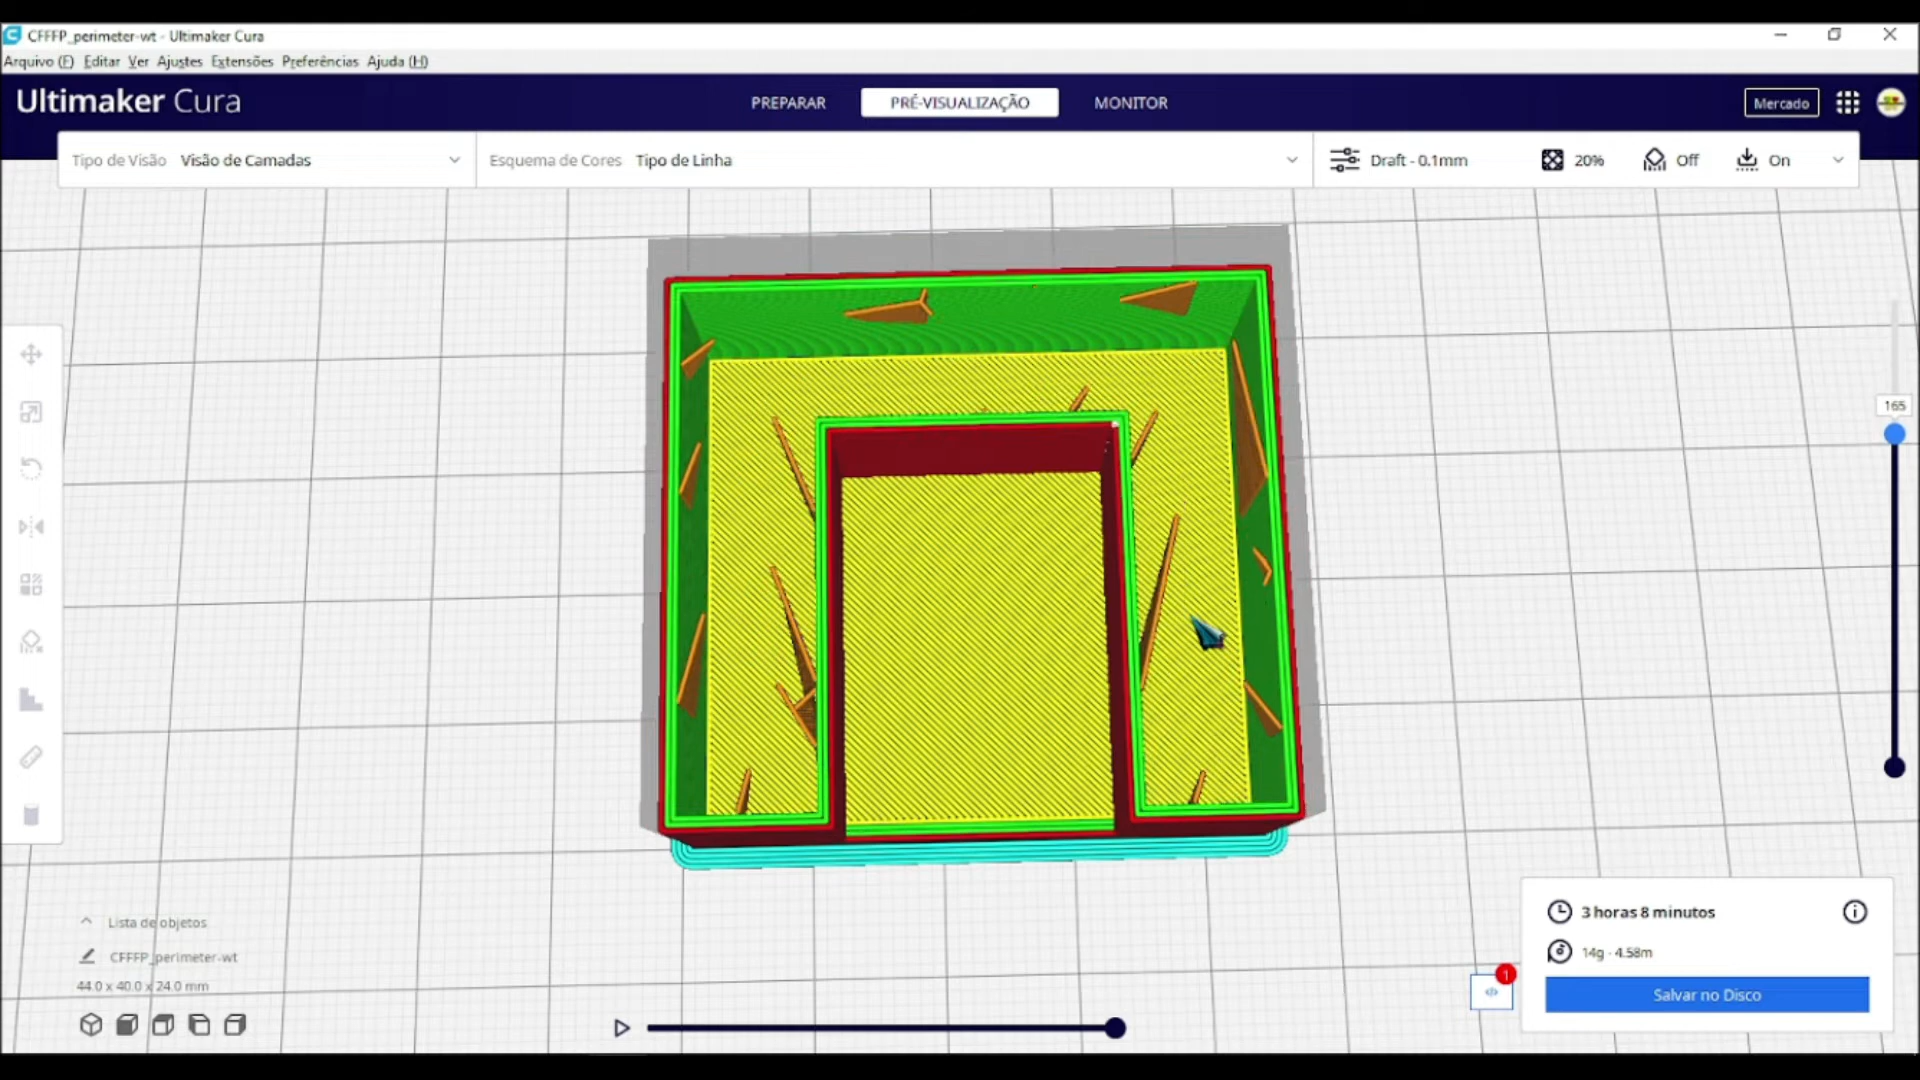 CFFFP_perimeter-wt - Ultimaker Cura
Arquivo (F) Editar Ver Ajustes Extensões Preferências Ajuda (H)
Ultimaker Cura
PREPARAR
PRÉ-VISUALIZAÇÃO
MONITOR
Mercado
Tipo de Visão Visão de Camadas
Esquema de Cores Tipo de Linha
Draft - 0.1mm
20%
Off
On
165
Lista de objetos
CFFFP_perimeter-wt
44.0 x 40.0 x 24.0 mm
3 horas 8 minutos
14g · 4.58m
1
Salvar no Disco